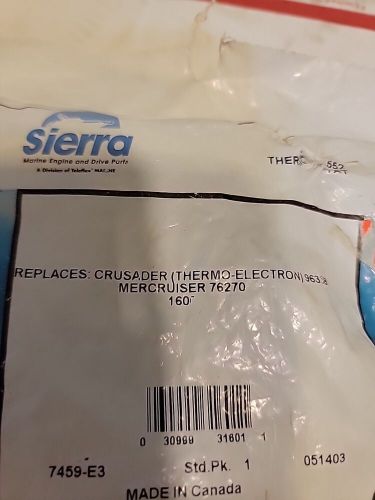 Sierra
Marine Engine and Drive Parts
A Division of Teleflex MARINE
REPLACES: CRUSADER (THERMO-ELECTRON)
MERCRUISER 76270
0 30999 31601 1
7459-E3 Std.Pk. 1 051403
MADE IN Canada